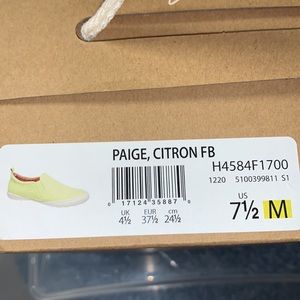 PAIGE, CITRON FB
H4584F1700
1220 5100399811 S1
0 17124 35887 0
UK EUR cm
4½ 37½ 24½
US
7½ M